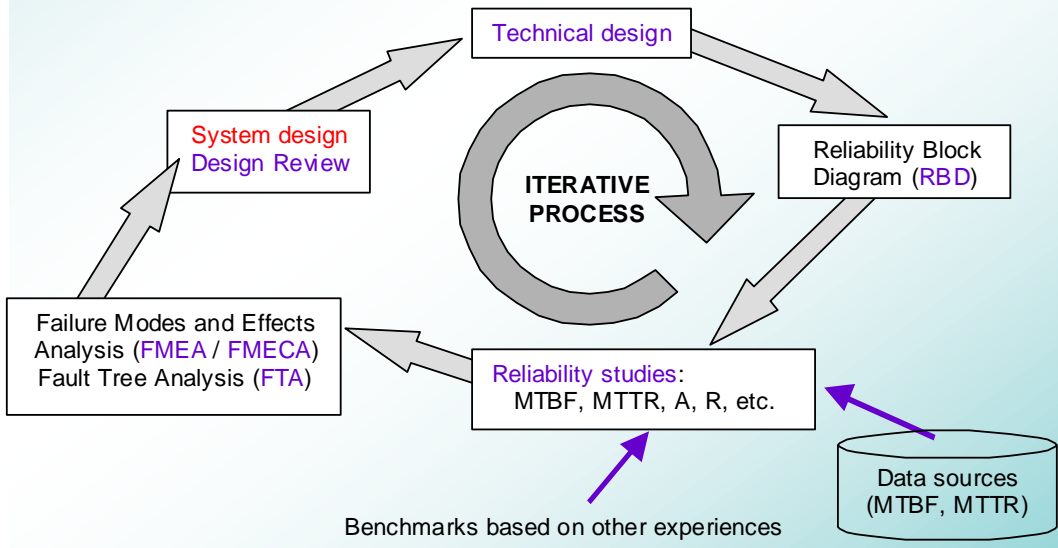 Technical design
System design
Design Review
Reliability Block
Diagram (RBD)
ITERATIVE
PROCESS
Failure Modes and Effects
Analysis (FMEA / FMECA)
Fault Tree Analysis (FTA)
Reliability studies:
MTBF, MTTR, A, R, etc.
Data sources
(MTBF, MTTR)
Benchmarks based on other experiences